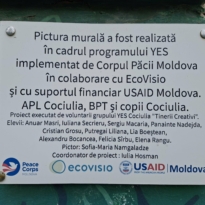 Pictura murală a fost realizată
în cadrul programului YES
implementat de Corpul Păcii Moldova
în colaborare cu EcoVisio
și cu suportul financiar USAID Moldova.
APL Cociulia, BPT și copiii Cociulia.
Proiect executat de voluntarii grupului YES Cociulia "Tinerii Creativi".
Elevii: Anuar Masri, Iuliana Secrieru, Sergiu Macaria, Panainte Nadejda,
Cristian Grosu, Putregai Liliana, Lia Boeștean,
Alexandru Bocancea, Felicia Sîrbu, Elena Rangu.
Pictor: Sofia-Maria Namgaladze
Coordonator de proiect: Iulia Hosman
Peace Corps
ecovisio
USAID
Moldova